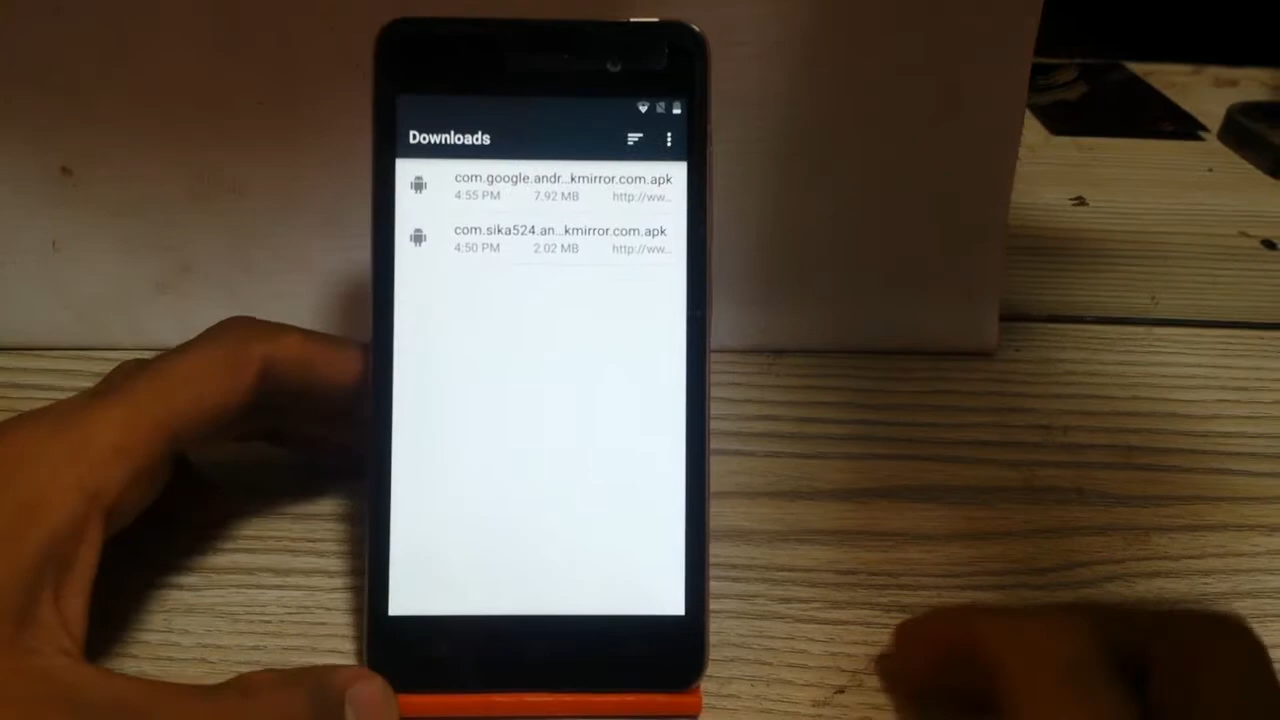 Downloads
com.google.andr...kmirror.com.apk
4:55 PM 7.92 MB http://ww...
com.sika524.an...kmirror.com.apk
4:50 PM 2.02 MB http://ww...